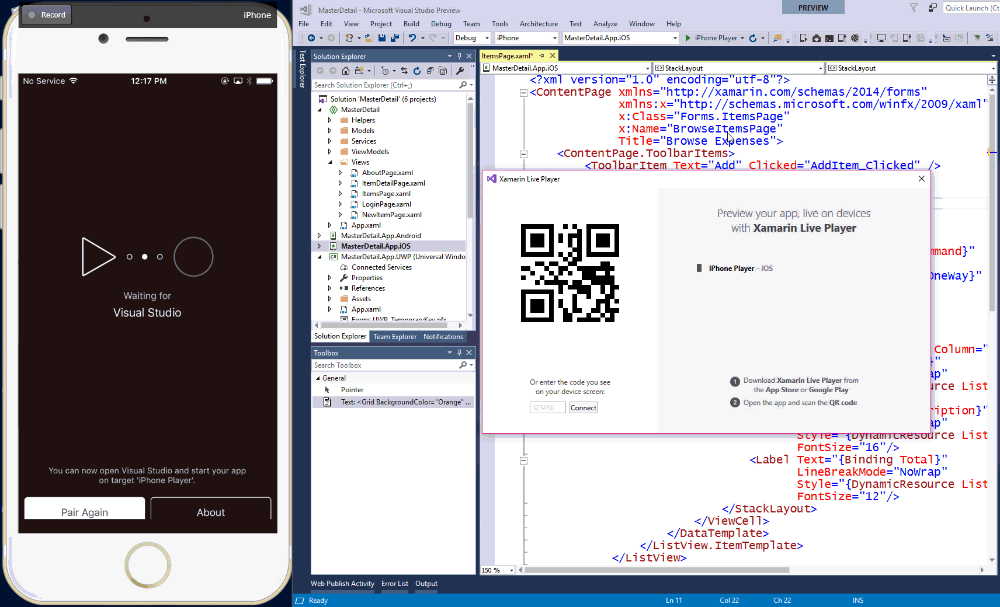 Record
iPhone
No Service
12:17 PM
Waiting for
Visual Studio
You can now open Visual Studio and start your app
on target 'iPhone Player'.
Pair Again
About
MasterDetail - Microsoft Visual Studio Preview
PREVIEW
Quick Launch (Ct
File Edit View Project Build Debug Team Tools Architecture Test Analyze Window Help
Debug iPhone MasterDetail.App.iOS iPhone Player
Test Explorer
Solution Explorer
Search Solution Explorer (Ctrl+;)
Solution 'MasterDetail' (6 projects)
MasterDetail
Helpers
Models
Services
ViewModels
Views
AboutPage.xaml
ItemDetailPage.xaml
ItemsPage.xaml
LoginPage.xaml
NewItemPage.xaml
App.xaml
MasterDetail.App.Android
MasterDetail.App.iOS
C# MasterDetail.App.UWP (Universal Windo
Connected Services
Properties
References
Assets
App.xaml
Forms.UWP_TemporaryKey.pfx
Solution Explorer Team Explorer Notifications
Toolbox
Search Toolbox
General
Pointer
Text: <Grid BackgroundColor="Orange" ...
ItemsPage.xaml*
MasterDetail.App.iOS StackLayout StackLayout
<?xml version="1.0" encoding="utf-8"?>
<ContentPage xmlns="http://xamarin.com/schemas/2014/forms"
xmlns:x="http://schemas.microsoft.com/winfx/2009/xaml"
x:Class="Forms.ItemsPage"
x:Name="BrowseItemsPage"
Title="Browse Expenses">
<ContentPage.ToolbarItems>
<ToolbarItem Text="Add" Clicked="AddItem_Clicked" />
Xamarin Live Player
Preview your app, live on devices
with Xamarin Live Player
iPhone Player – iOS
Or enter the code you see
on your device screen:
123456 Connect
1 Download Xamarin Live Player from
the App Store or Google Play
2 Open the app and scan the QR code
mmand}"
OneWay}"
Column="
}"
ap"
urce List
ription}"
ap"
Style="{DynamicResource List
FontSize="16"/>
<Label Text="{Binding Total}"
LineBreakMode="NoWrap"
Style="{DynamicResource List
FontSize="12"/>
</StackLayout>
</ViewCell>
</DataTemplate>
</ListView.ItemTemplate>
</ListView>
150 %
Web Publish Activity Error List Output
Ready
Ln 11 Col 22 Ch 22 INS